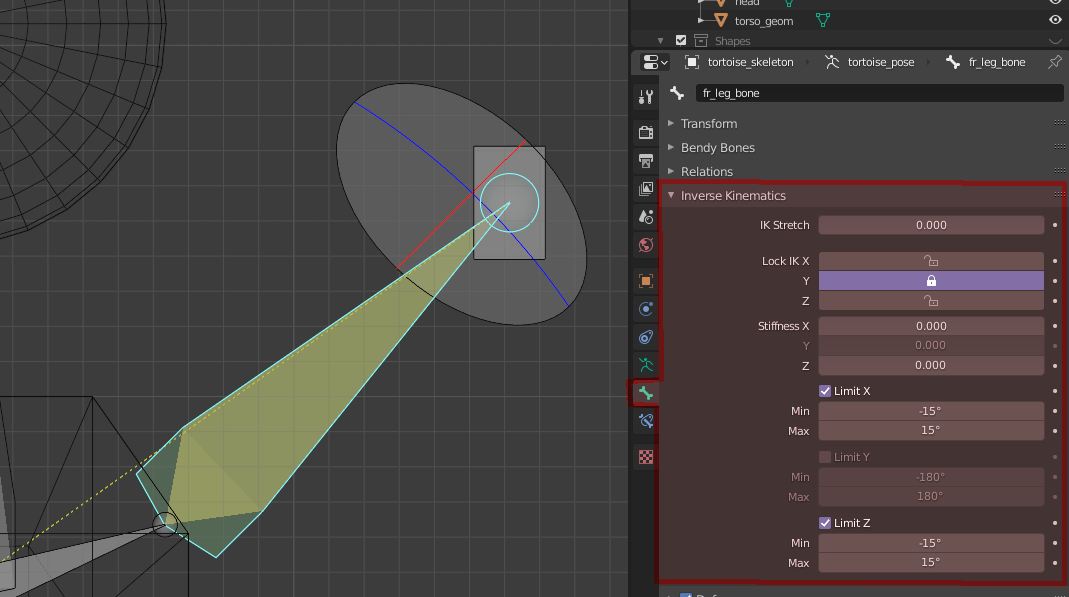 head
torso_geom
Shapes
tortoise_skeleton tortoise_pose fr_leg_bone
fr_leg_bone
Transform
Bendy Bones
Relations
Inverse Kinematics
IK Stretch 0.000
Lock IK X
Y
Z
Stiffness X 0.000
Y 0.000
Z 0.000
Limit X
Min -15°
Max 15°
Limit Y
Min -180°
Max 180°
Limit Z
Min -15°
Max 15°